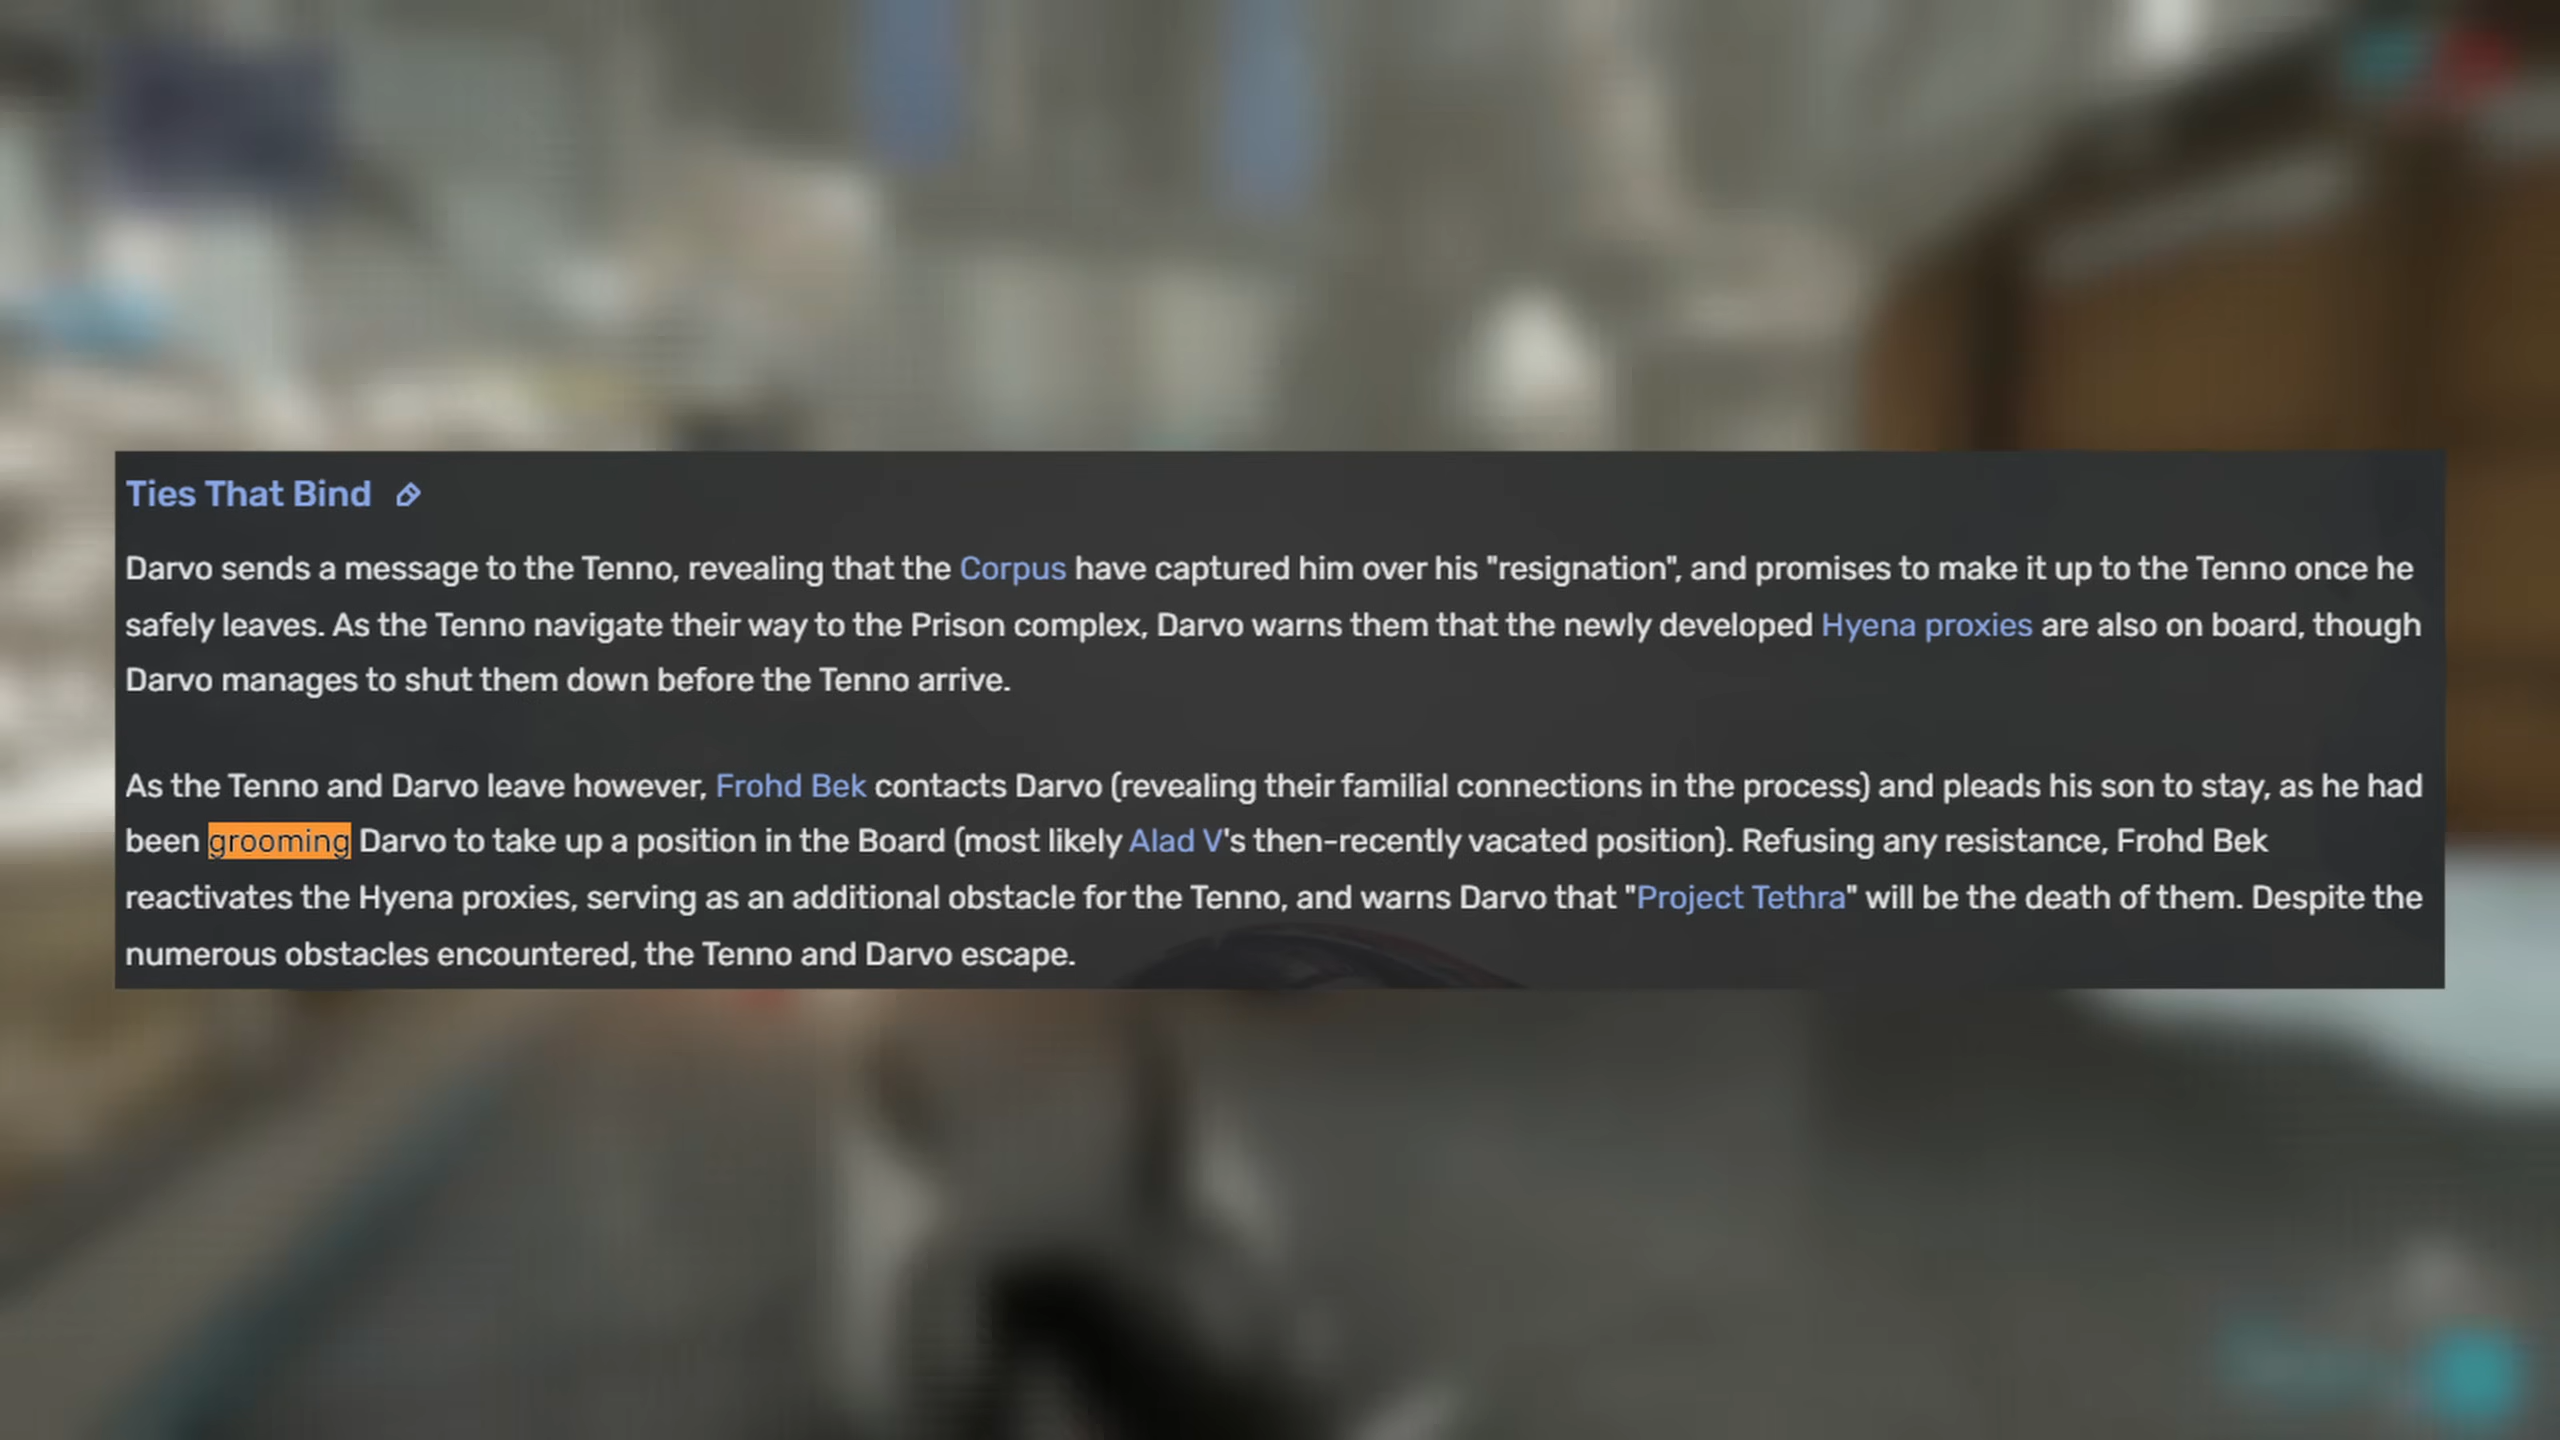 Ties That Bind
Darvo sends a message to the Tenno, revealing that the Corpus have captured him over his "resignation", and promises to make it up to the Tenno once he
safely leaves. As the Tenno navigate their way to the Prison complex, Darvo warns them that the newly developed Hyena proxies are also on board, though
Darvo manages to shut them down before the Tenno arrive.
As the Tenno and Darvo leave however, Frohd Bek contacts Darvo (revealing their familial connections in the process) and pleads his son to stay, as he had
been grooming Darvo to take up a position in the Board (most likely Alad V's then-recently vacated position). Refusing any resistance, Frohd Bek
reactivates the Hyena proxies, serving as an additional obstacle for the Tenno, and warns Darvo that "Project Tethra" will be the death of them. Despite the
numerous obstacles encountered, the Tenno and Darvo escape.